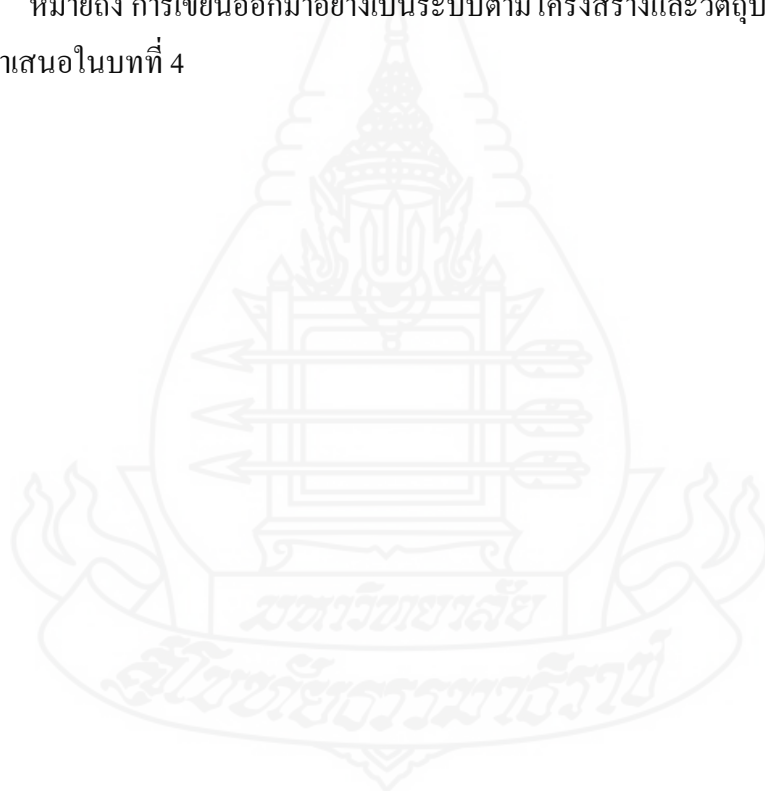 หมายถึง การเขียนออกมาอย่างเป็นระบบตามโครงสร้างและวัตถุป
าเสนอในบทที่ 4
มหาวิทยาลัย
สุโขทัยธรรมาธิราช